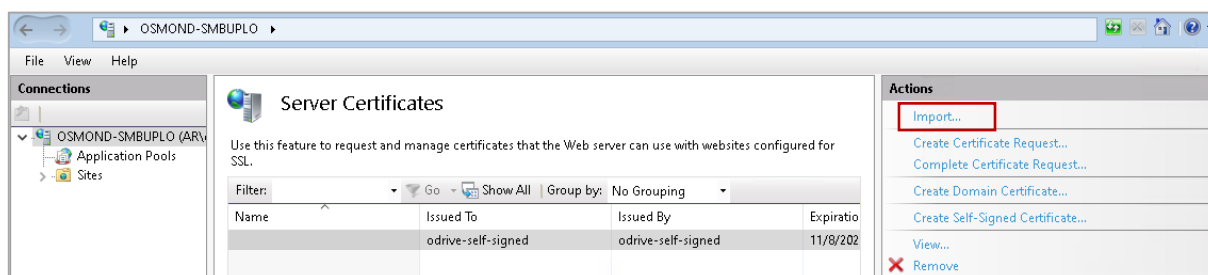 OSMOND-SMBUPLO
File View Help
Connections
OSMOND-SMBUPLO (AR\
Application Pools
Sites
Server Certificates
Use this feature to request and manage certificates that the Web server can use with websites configured for
SSL.
Filter: Go Show All Group by: No Grouping
Name Issued To Issued By Expiratio
odrive-self-signed odrive-self-signed 11/8/202
Actions
Import...
Create Certificate Request...
Complete Certificate Request...
Create Domain Certificate...
Create Self-Signed Certificate...
View...
Remove